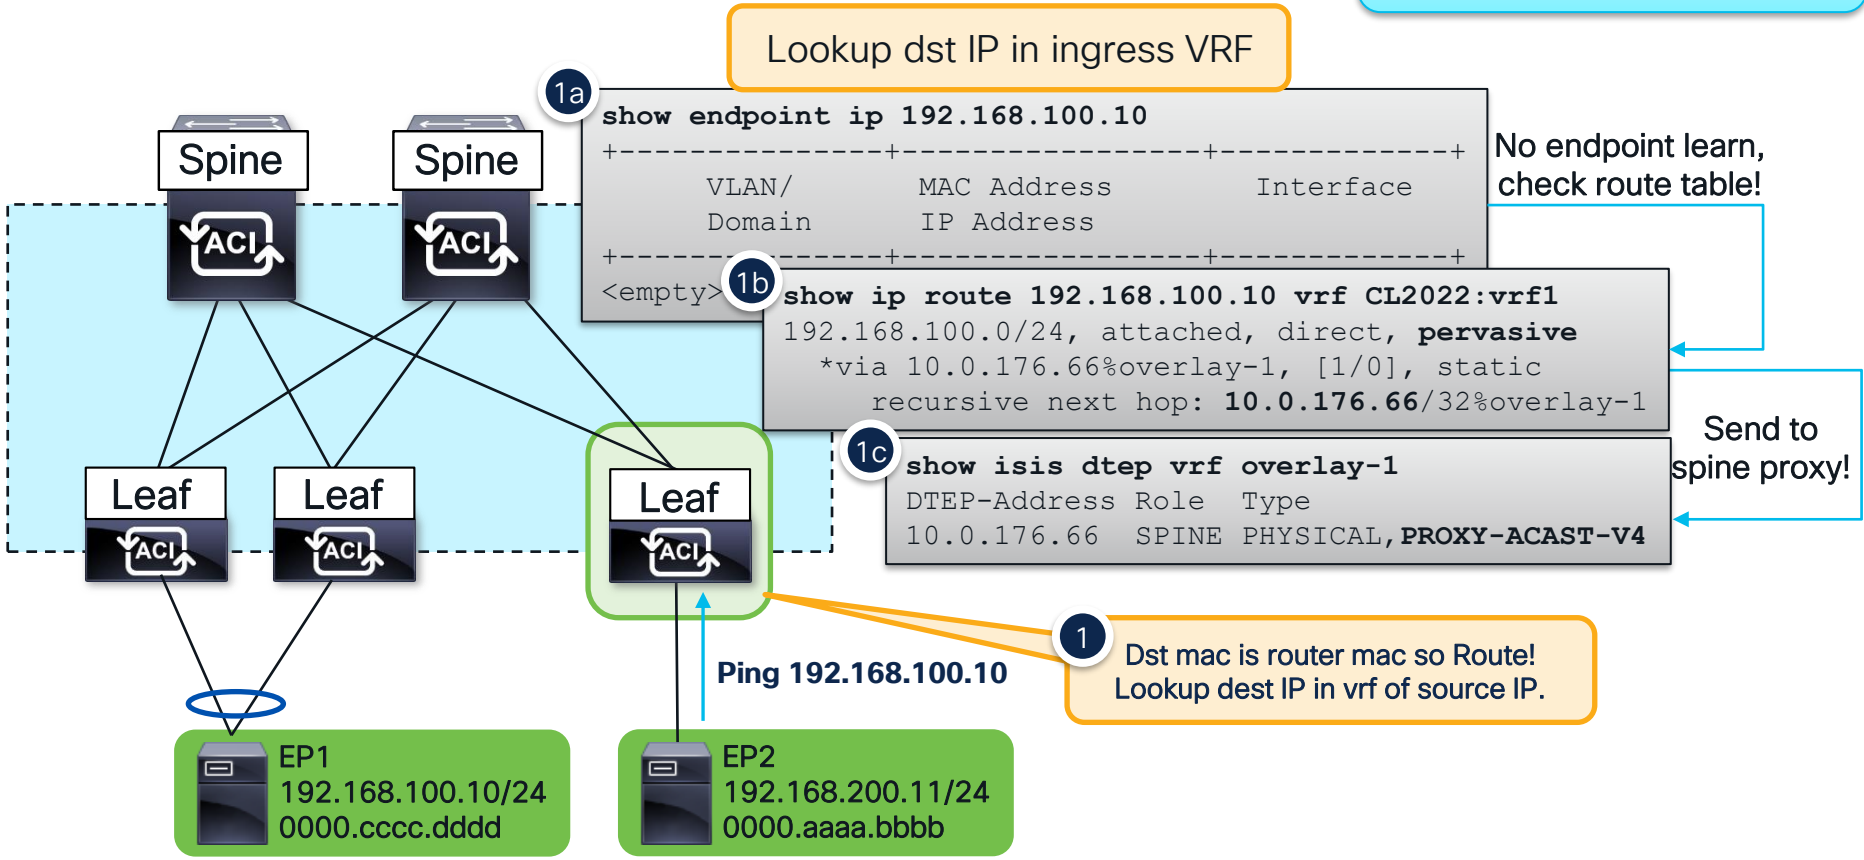 Lookup dst IP in ingress VRF
1a
show endpoint ip 192.168.100.10
+---------------+-----------------+-------------+
VLAN/ MAC Address Interface
Domain IP Address
+---------------+-----------------+-------------+
<empty>
No endpoint learn,
check route table!
1b
show ip route 192.168.100.10 vrf CL2022:vrf1
192.168.100.0/24, attached, direct, pervasive
*via 10.0.176.66%overlay-1, [1/0], static
recursive next hop: 10.0.176.66/32%overlay-1
Send to
spine proxy!
1c
show isis dtep vrf overlay-1
DTEP-Address Role Type
10.0.176.66 SPINE PHYSICAL,PROXY-ACAST-V4
Spine
ACI
Spine
ACI
Leaf
ACI
Leaf
ACI
Leaf
ACI
1
Dst mac is router mac so Route!
Lookup dest IP in vrf of source IP.
Ping 192.168.100.10
EP1
192.168.100.10/24
0000.cccc.dddd
EP2
192.168.200.11/24
0000.aaaa.bbbb